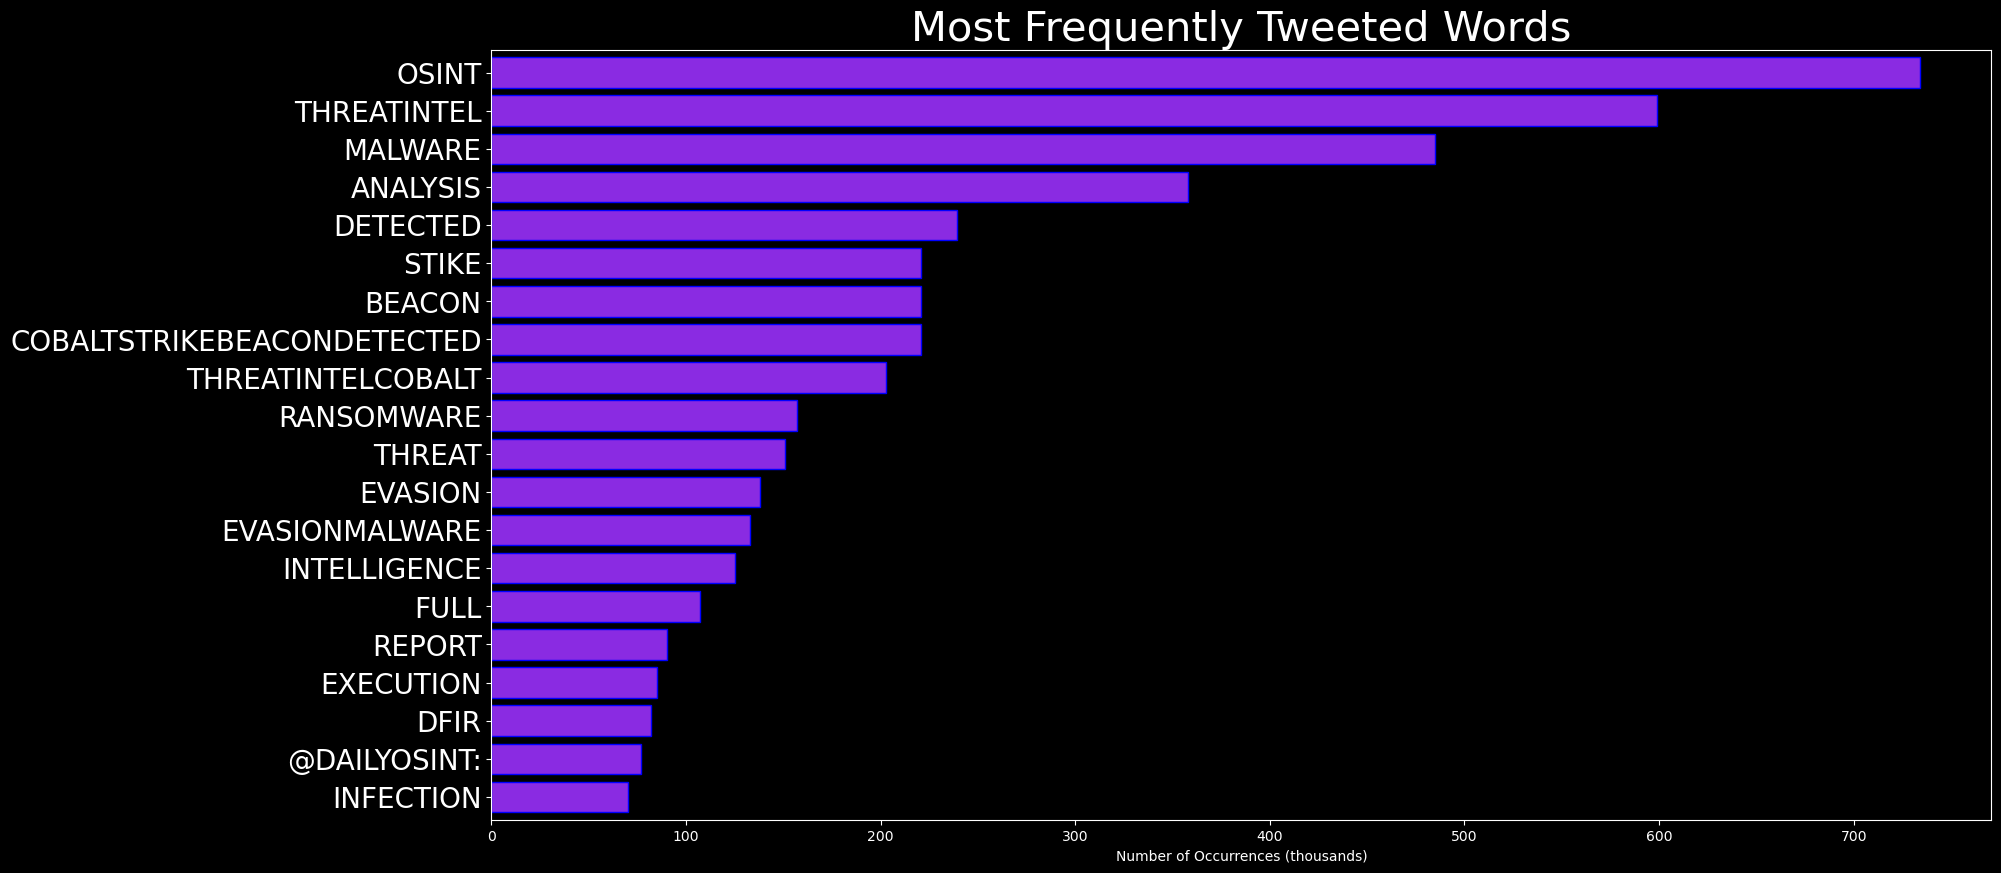 Most Frequently Tweeted Words
OSINT
THREATINTEL
MALWARE
ANALYSIS
DETECTED
STIKE
BEACON
COBALTSTRIKEBEACONDETECTED
THREATINTELCOBALT
RANSOMWARE
THREAT
EVASION
EVASIONMALWARE
INTELLIGENCE
FULL
REPORT
EXECUTION
DFIR
@DAILYOSINT:
INFECTION
0 100 200 300 400 500 600 700
Number of Occurrences (thousands)